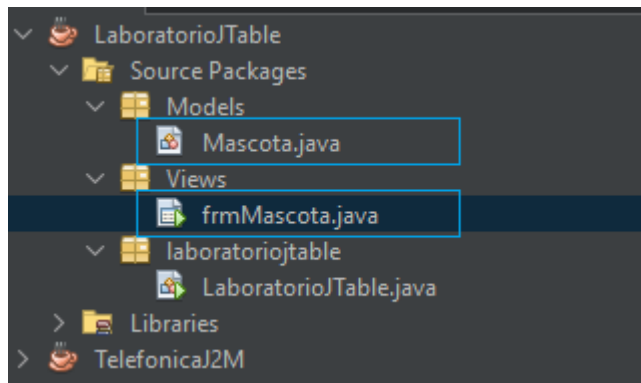 LaboratorioJTable
Source Packages
Models
Mascota.java
Views
frmMascota.java
laboratoriojtable
LaboratorioJTable.java
Libraries
TelefonicaJ2M